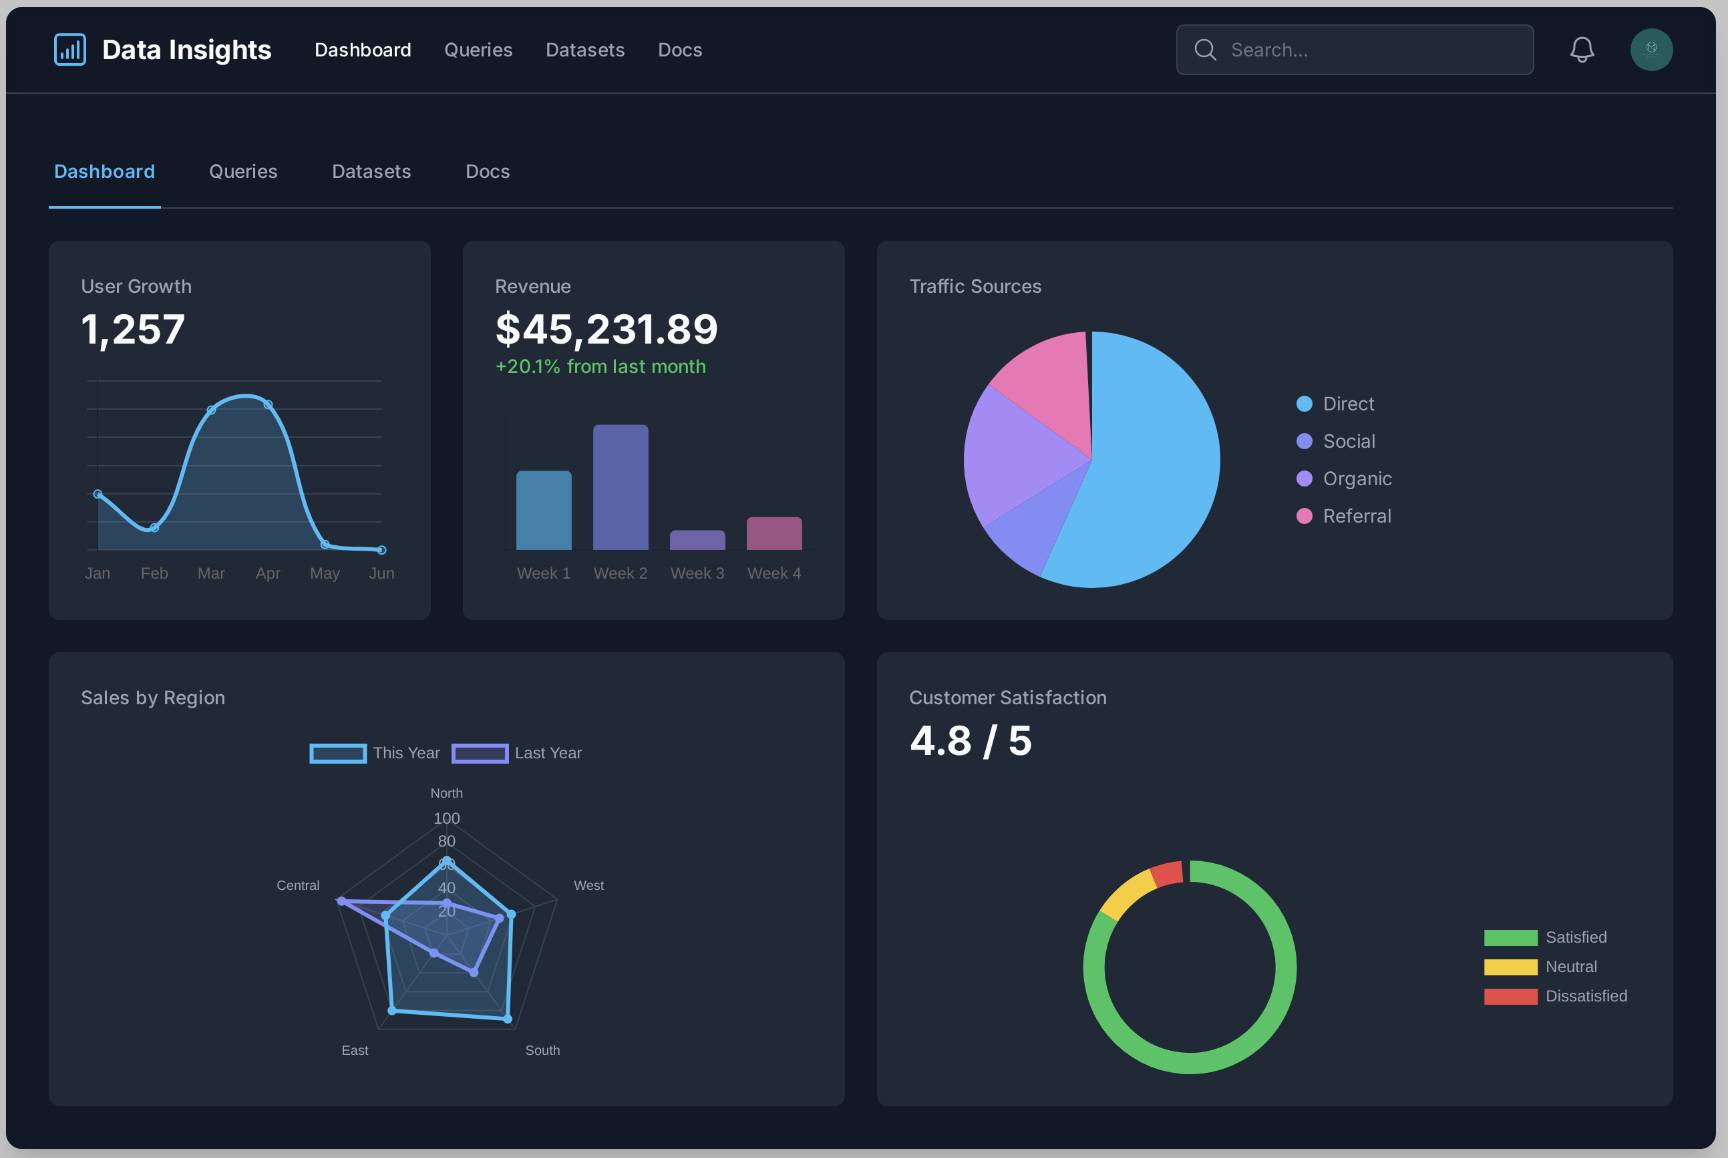 Data Insights
Dashboard Queries Datasets Docs
Search...
Dashboard Queries Datasets Docs
User Growth
1,257
Jan Feb Mar Apr May Jun
Revenue
$45,231.89
+20.1% from last month
Week 1 Week 2 Week 3 Week 4
Traffic Sources
Direct
Social
Organic
Referral
Sales by Region
This Year Last Year
North
100
80
40
20
Central
West
East
South
Customer Satisfaction
4.8 / 5
Satisfied
Neutral
Dissatisfied